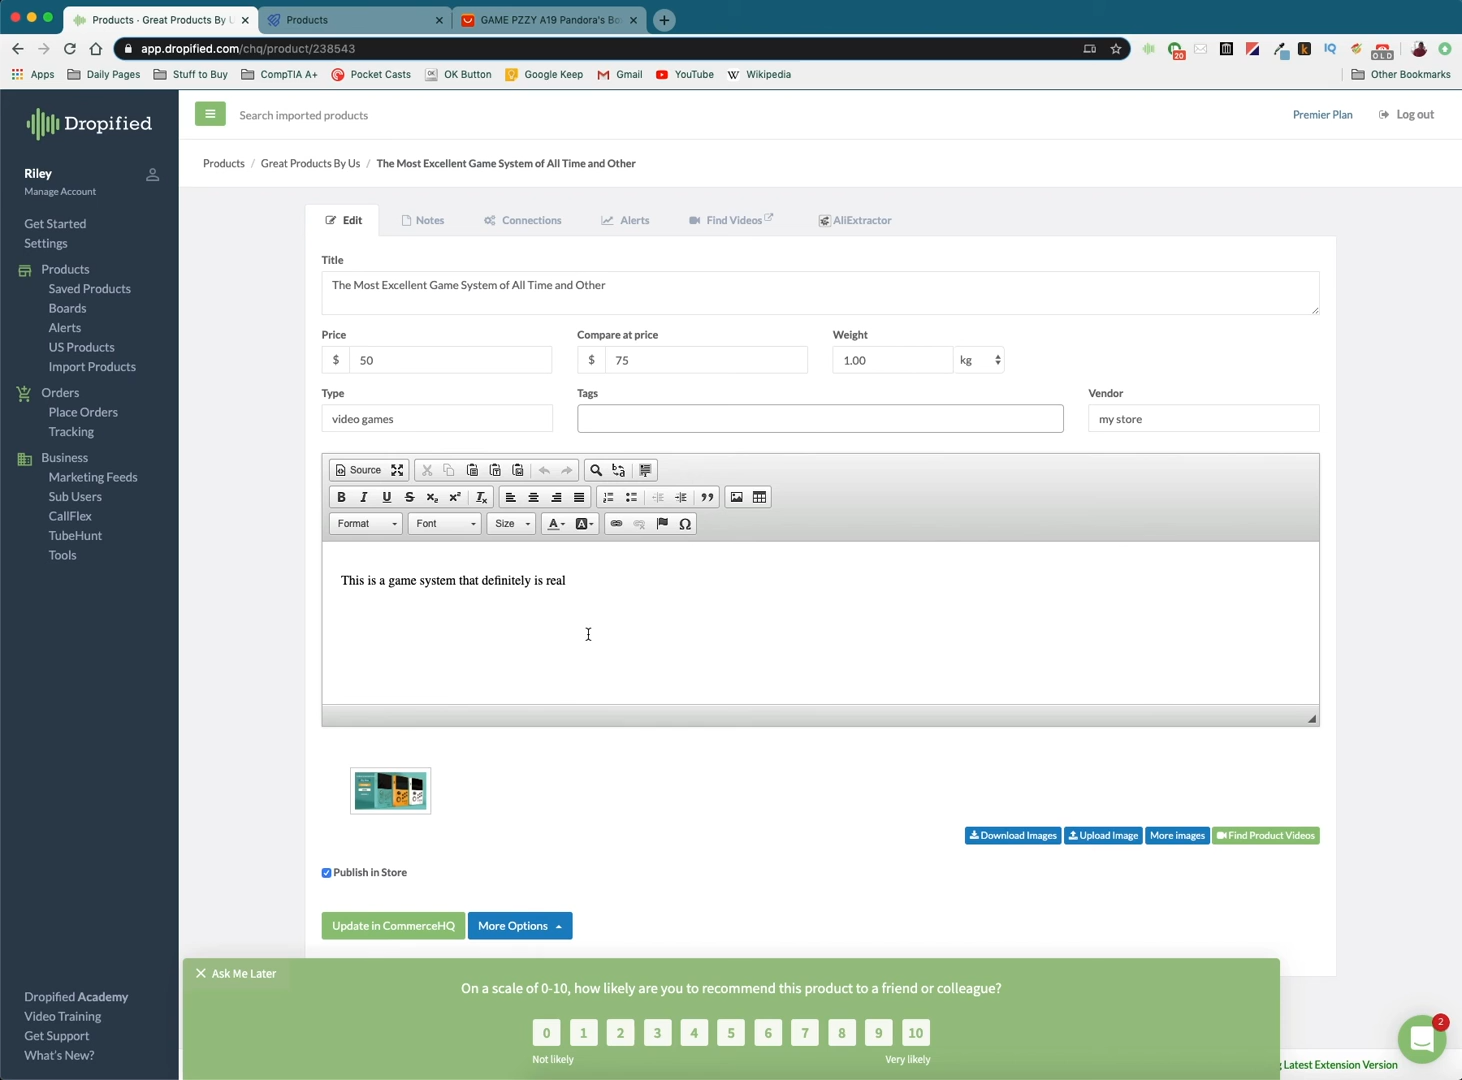 Products · Great Products By U
Products
GAME PZZY A19 Pandora's Bo
app.dropified.com/chq/product/238543
20
IQ
OLD
Apps
Daily Pages
Stuff to Buy
CompTIA A+
Pocket Casts
OK OK Button
Google Keep
Gmail
YouTube
W Wikipedia
Other Bookmarks
Dropified
Search imported products
Premier Plan
Log out
Riley
Manage Account
Products / Great Products By Us / The Most Excellent Game System of All Time and Other
Get Started
Settings
Products
Saved Products
Boards
Alerts
US Products
Import Products
Orders
Place Orders
Tracking
Business
Marketing Feeds
Sub Users
CallFlex
TubeHunt
Tools
Dropified Academy
Video Training
Get Support
What's New?
Edit
Notes
Connections
Alerts
Find Videos
AliExtractor
Title
The Most Excellent Game System of All Time and Other
Price
Compare at price
Weight
$ 50
$ 75
1.00 kg
Type
Tags
Vendor
video games
my store
Source
B I U S x₂ x² Tx
Format Font Size A A Ω
This is a game system that definitely is real
Download Images
Upload Image
More images
Find Product Videos
Publish in Store
Update in CommerceHQ
More Options
Ask Me Later
On a scale of 0-10, how likely are you to recommend this product to a friend or colleague?
0 1 2 3 4 5 6 7 8 9 10
Not likely
Very likely
2
Latest Extension Version